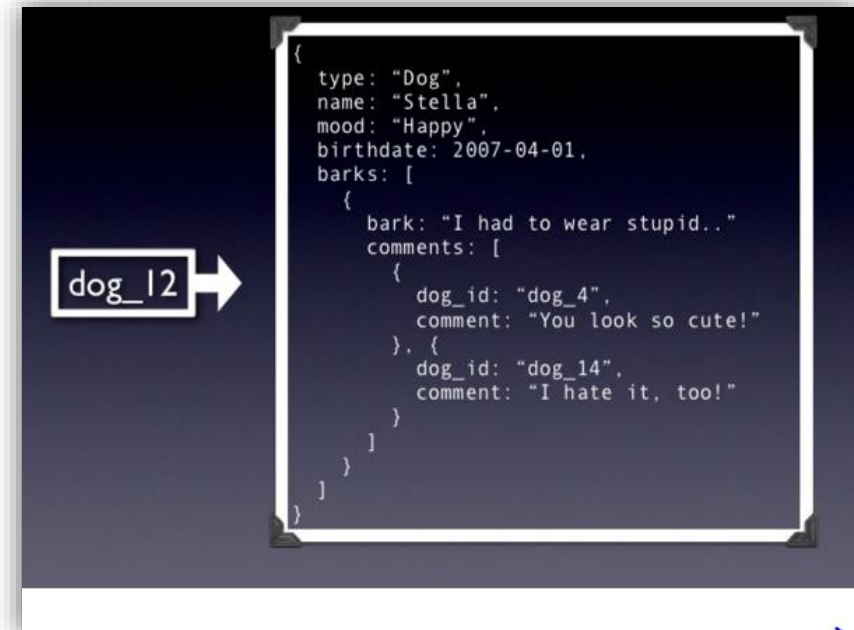 {
type: “Dog”,
name: “Stella”,
mood: “Happy”,
birthdate: 2007-04-01,
barks: [
{
bark: “I had to wear stupid..”
comments: [
{
dog_id: “dog_4”,
comment: “You look so cute!”
}, {
dog_id: “dog_14”,
comment: “I hate it, too!”
}
]
}
]
}
dog_12